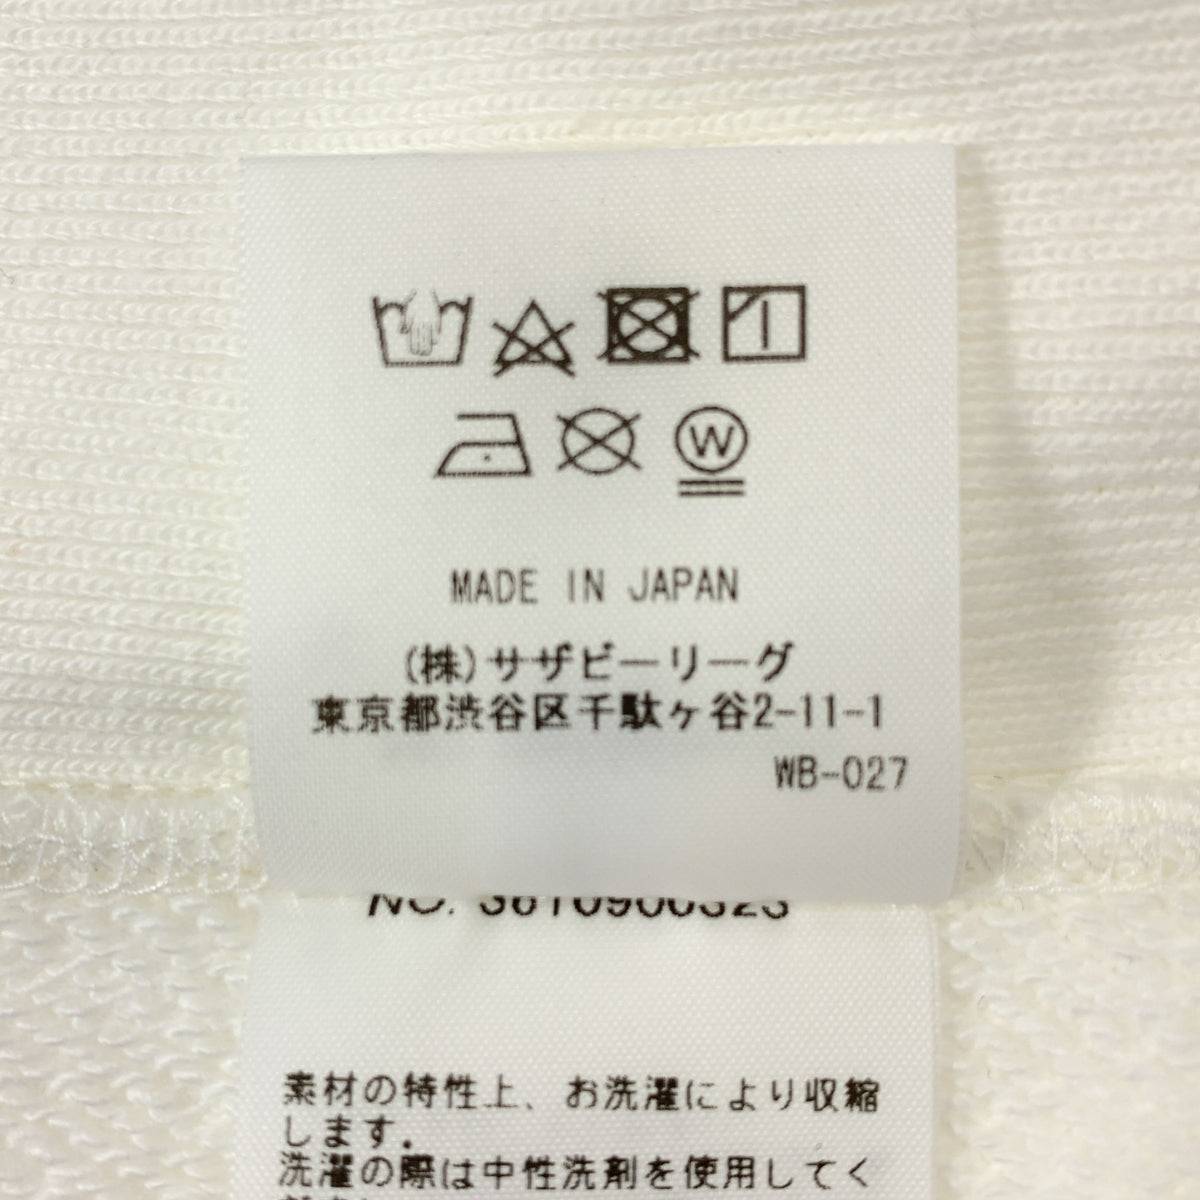 W
MADE IN JAPAN
(株)サザビーリーグ
東京都渋谷区千駄ヶ谷2-11-1
WB-027
NO. 3610900323
素材の特性上、お洗濯により収縮
します.
洗濯の際は中性洗剤を使用してく